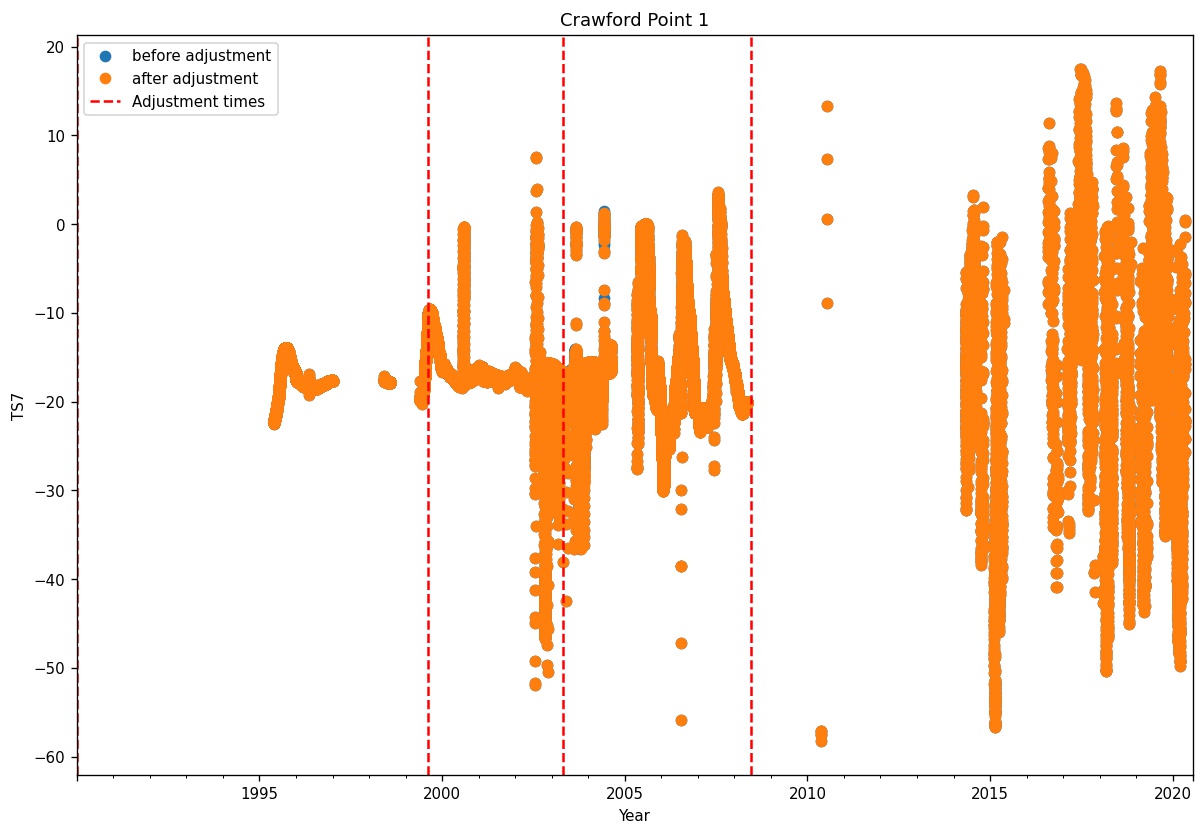 Crawford Point 1
before adjustment
after adjustment
Adjustment times
20
10
0
−10
−20
−30
−40
−50
−60
TS7
1995
2000
2005
2010
2015
2020
Year